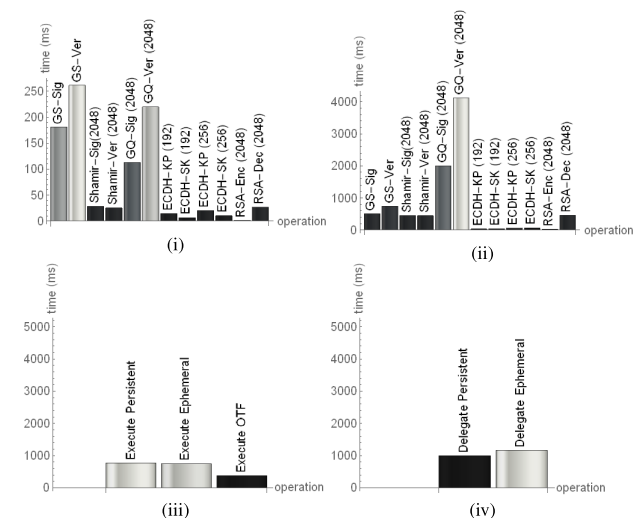 time (ms)
250
200
150
100
50
0
GS-Sig
GS-Ver
Shamir-Sig(2048)
Shamir-Ver (2048)
GQ-Sig (2048)
GQ-Ver (2048)
ECDH-KP (192)
ECDH-SK (192)
ECDH-KP (256)
ECDH-SK (256)
RSA-Enc (2048)
RSA-Dec (2048)
operation
(i)
time (ms)
4000
3000
2000
1000
0
GS-Sig
GS-Ver
Shamir-Sig(2048)
Shamir-Ver (2048)
GQ-Sig (2048)
GQ-Ver (2048)
ECDH-KP (192)
ECDH-SK (192)
ECDH-KP (256)
ECDH-SK (256)
RSA-Enc (2048)
RSA-Dec (2048)
operation
(ii)
time (ms)
5000
4000
3000
2000
1000
0
Execute Persistent
Execute Ephemeral
Execute OTF
operation
(iii)
time (ms)
5000
4000
3000
2000
1000
0
Delegate Persistent
Delegate Ephemeral
operation
(iv)